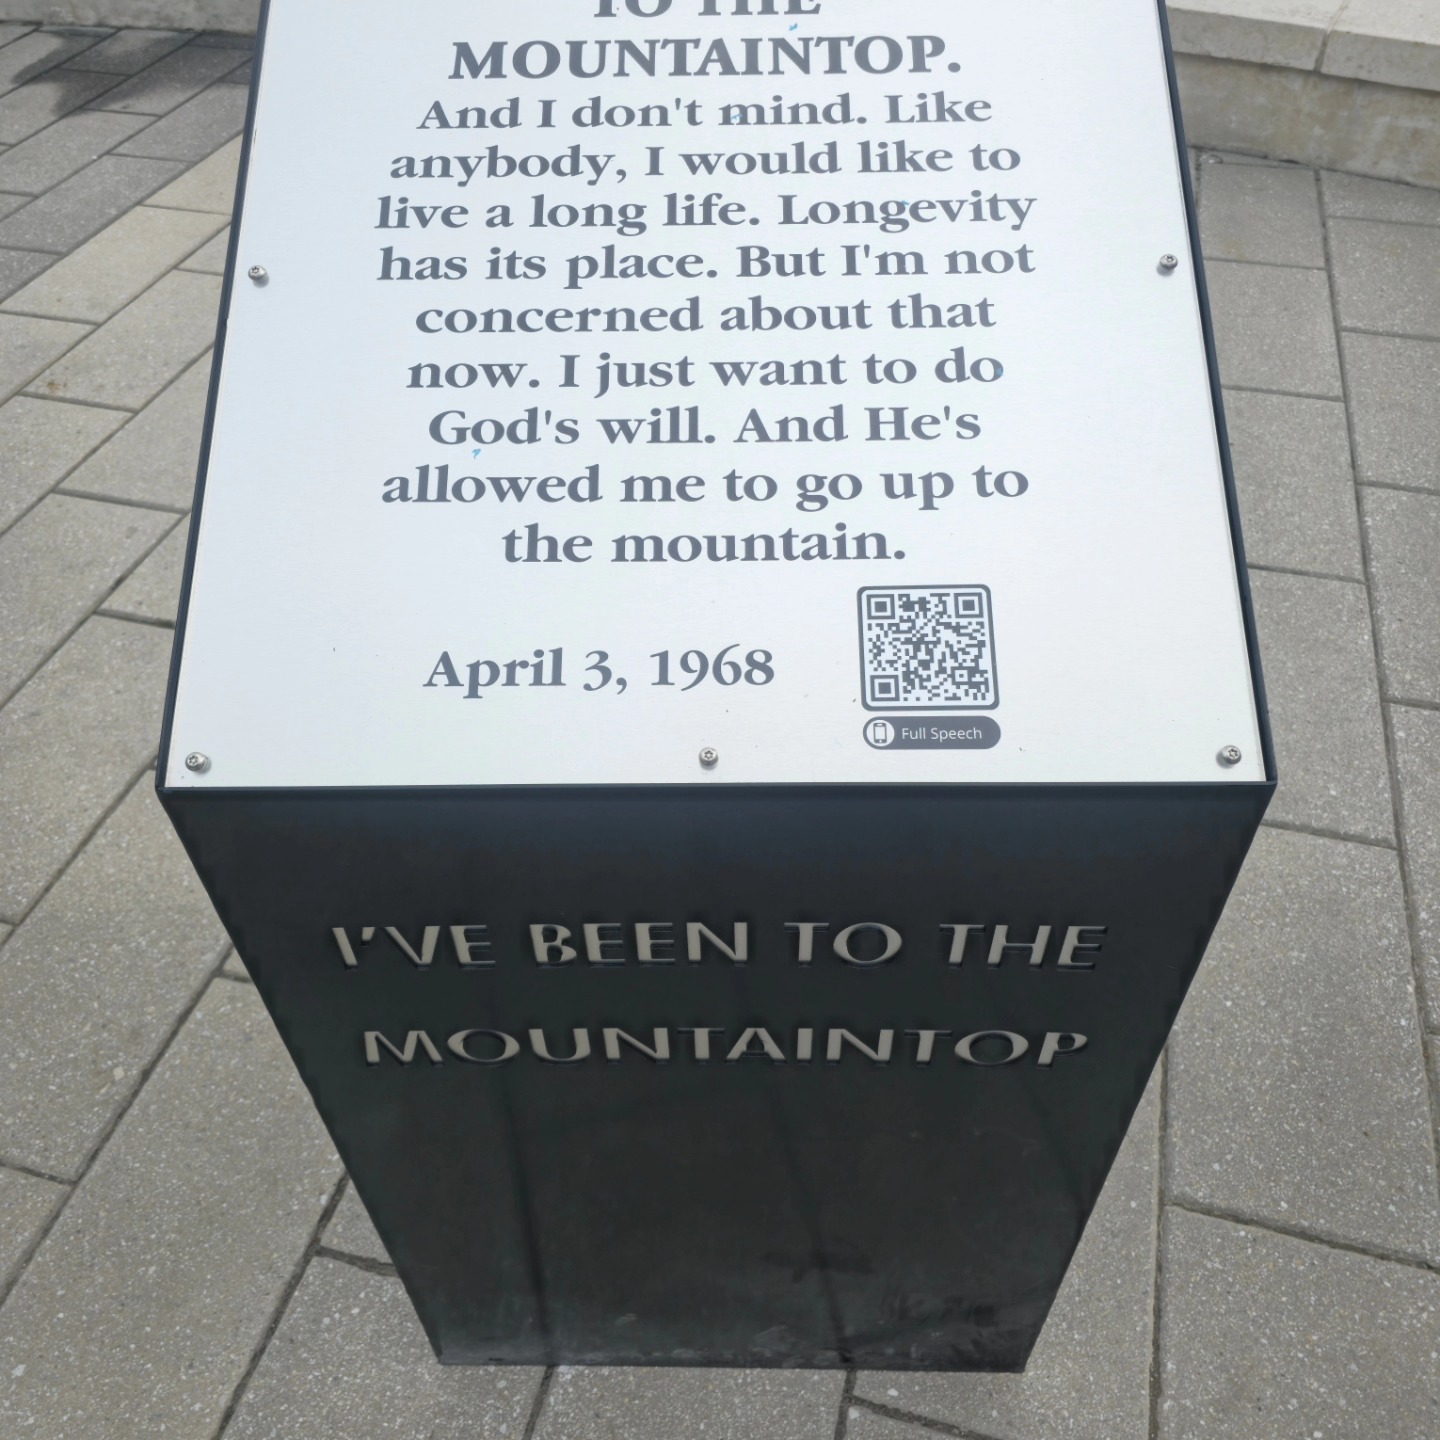 TO THE
MOUNTAINTOP.
And I don't mind. Like
anybody, I would like to
live a long life. Longevity
has its place. But I'm not
concerned about that
now. I just want to do
God's will. And He's
allowed me to go up to
the mountain.
April 3, 1968
Full Speech
I'VE BEEN TO THE
MOUNTAINTOP